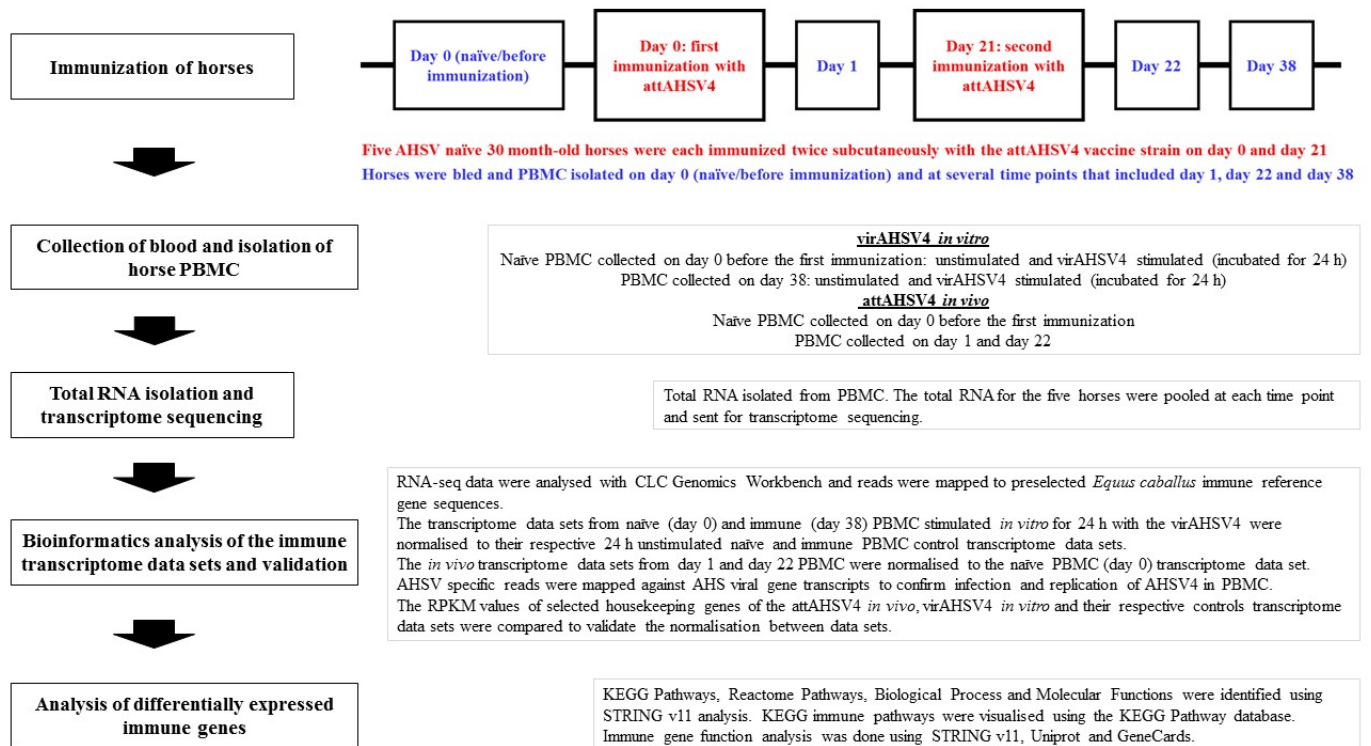 Immunization of horses
Day 0 (naïve/before
immunization)
Day 0: first
immunization with
attAHSV4
Day 1
Day 21: second
immunization with
attAHSV4
Day 22
Day 38
Five AHSV naïve 30 month-old horses were each immunized twice subcutaneously with the attAHSV4 vaccine strain on day 0 and day 21
Horses were bled and PBMC isolated on day 0 (naïve/before immunization) and at several time points that included day 1, day 22 and day 38
Collection of blood and isolation of
horse PBMC
virAHSV4 in vitro
Naïve PBMC collected on day 0 before the first immunization: unstimulated and virAHSV4 stimulated (incubated for 24 h)
PBMC collected on day 38: unstimulated and virAHSV4 stimulated (incubated for 24 h)
attAHSV4 in vivo
Naïve PBMC collected on day 0 before the first immunization
PBMC collected on day 1 and day 22
Total RNA isolation and
transcriptome sequencing
Total RNA isolated from PBMC. The total RNA for the five horses were pooled at each time point
and sent for transcriptome sequencing.
Bioinformatics analysis of the immune
transcriptome data sets and validation
RNA-seq data were analysed with CLC Genomics Workbench and reads were mapped to preselected Equus caballus immune reference
gene sequences.
The transcriptome data sets from naïve (day 0) and immune (day 38) PBMC stimulated in vitro for 24 h with the virAHSV4 were
normalised to their respective 24 h unstimulated naïve and immune PBMC control transcriptome data sets.
The in vivo transcriptome data sets from day 1 and day 22 PBMC were normalised to the naïve PBMC (day 0) transcriptome data set.
AHSV specific reads were mapped against AHS viral gene transcripts to confirm infection and replication of AHSV4 in PBMC.
The RPKM values of selected housekeeping genes of the attAHSV4 in vivo, virAHSV4 in vitro and their respective controls transcriptome
data sets were compared to validate the normalisation between data sets.
Analysis of differentially expressed
immune genes
KEGG Pathways, Reactome Pathways, Biological Process and Molecular Functions were identified using
STRING v11 analysis. KEGG immune pathways were visualised using the KEGG Pathway database.
Immune gene function analysis was done using STRING v11, Uniprot and GeneCards.